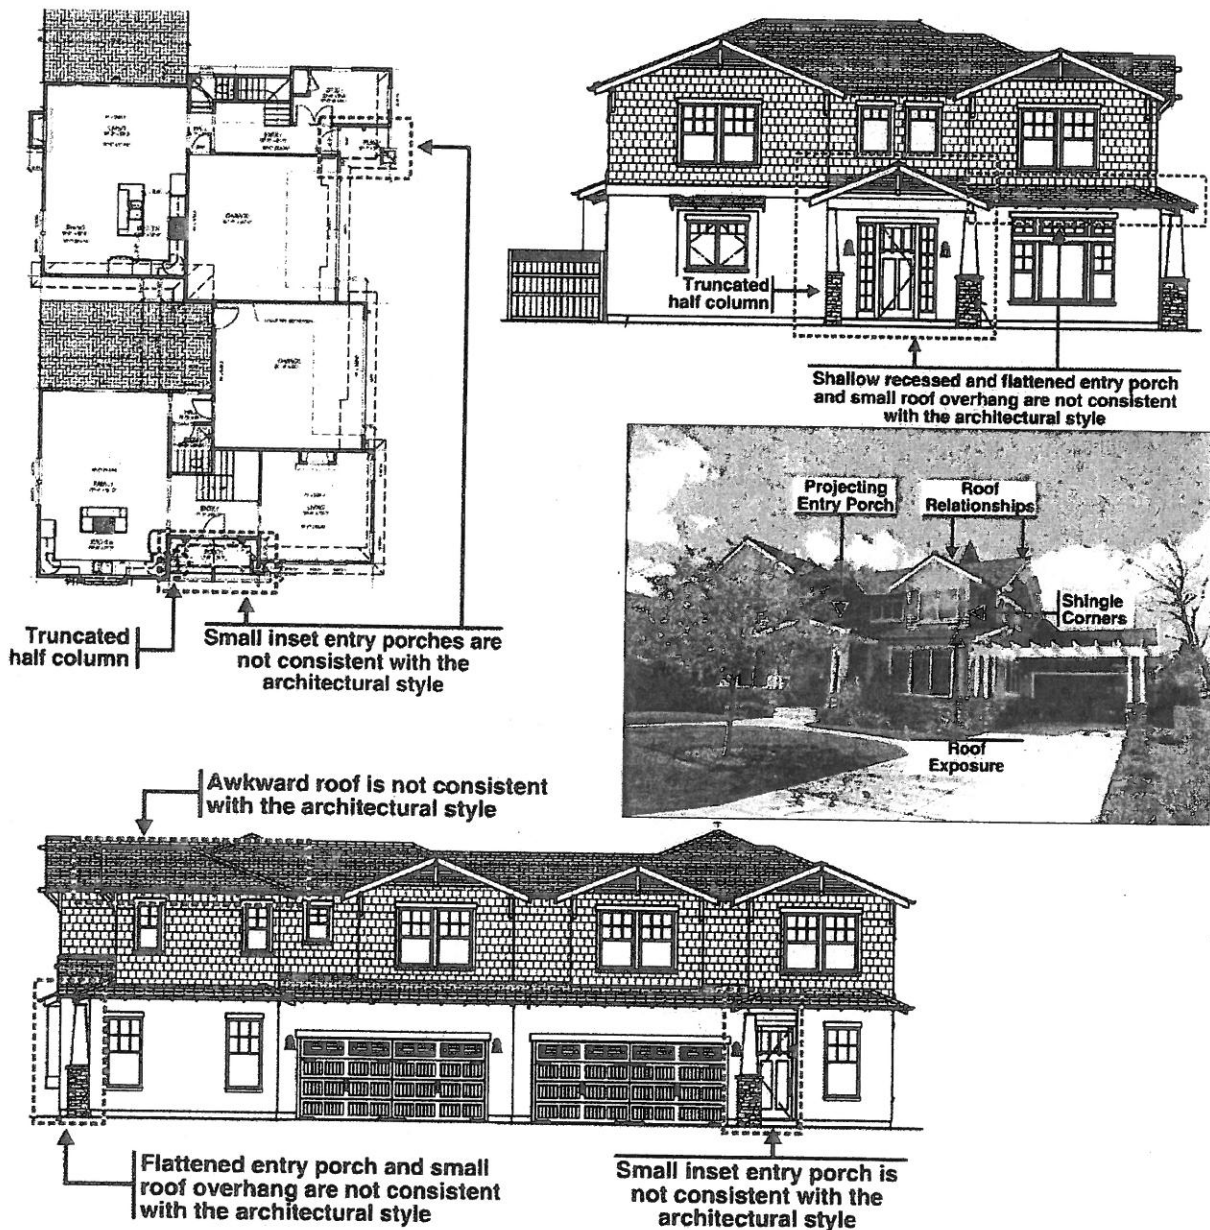 Truncated
half column
Small inset entry porches are
not consistent with the
architectural style
Truncated
half column
Shallow recessed and flattened entry porch
and small roof overhang are not consistent
with the architectural style
Projecting
Entry Porch
Roof
Relationships
Shingle
Corners
Roof
Exposure
Awkward roof is not consistent
with the architectural style
Flattened entry porch and small
roof overhang are not consistent
with the architectural style
Small inset entry porch is
not consistent with the
architectural style